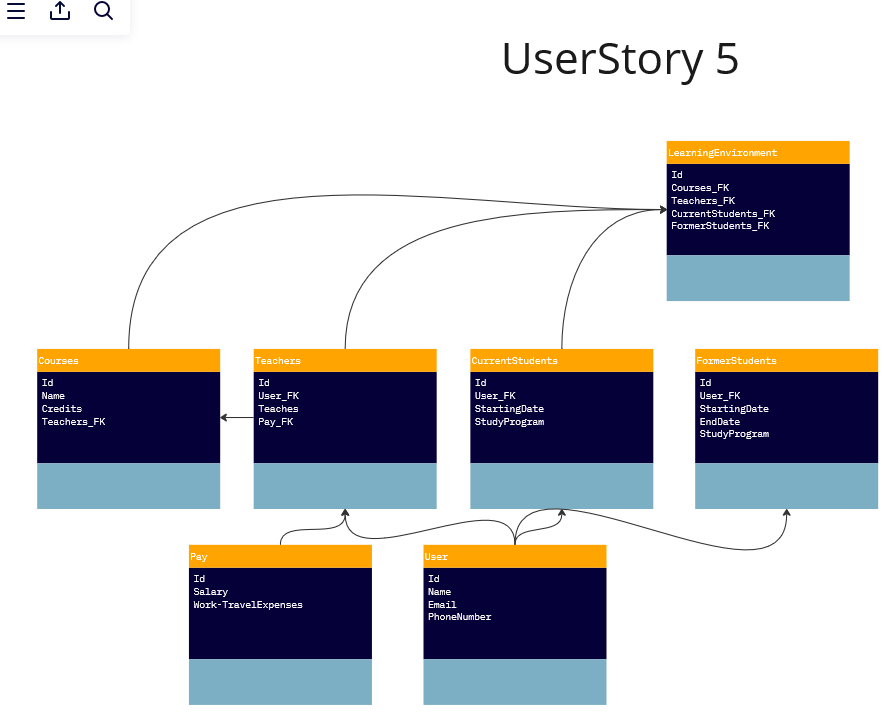 UserStory 5
LearningEnvironment
Id
Courses_FK
Teachers_FK
CurrentStudents_FK
FormerStudents_FK
Courses
Id
Name
Credits
Teachers_FK
Teachers
Id
User_FK
Teaches
Pay_FK
CurrentStudents
Id
User_FK
StartingDate
StudyProgram
FormerStudents
Id
User_FK
StartingDate
EndDate
StudyProgram
Pay
Id
Salary
Work-TravelExpenses
User
Id
Name
Email
PhoneNumber